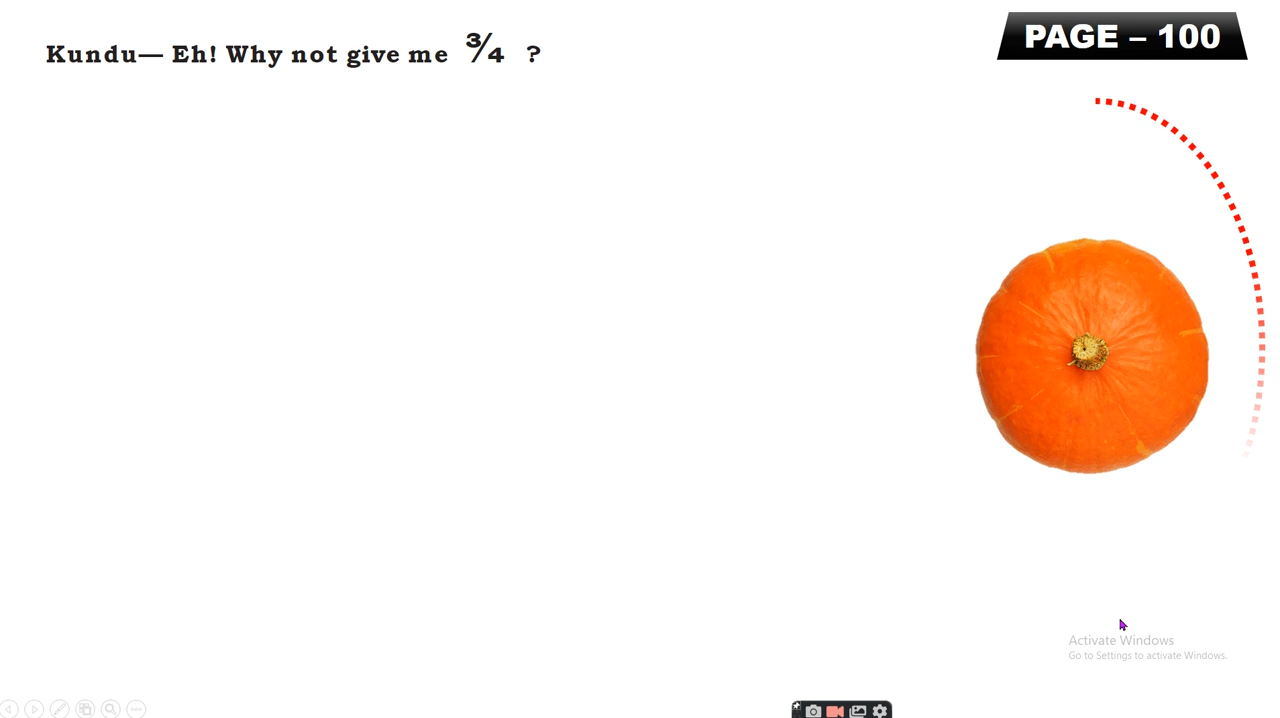 PAGE – 100
Kundu— Eh! Why not give me ¾ ?
Activate Windows
Go to Settings to activate Windows.